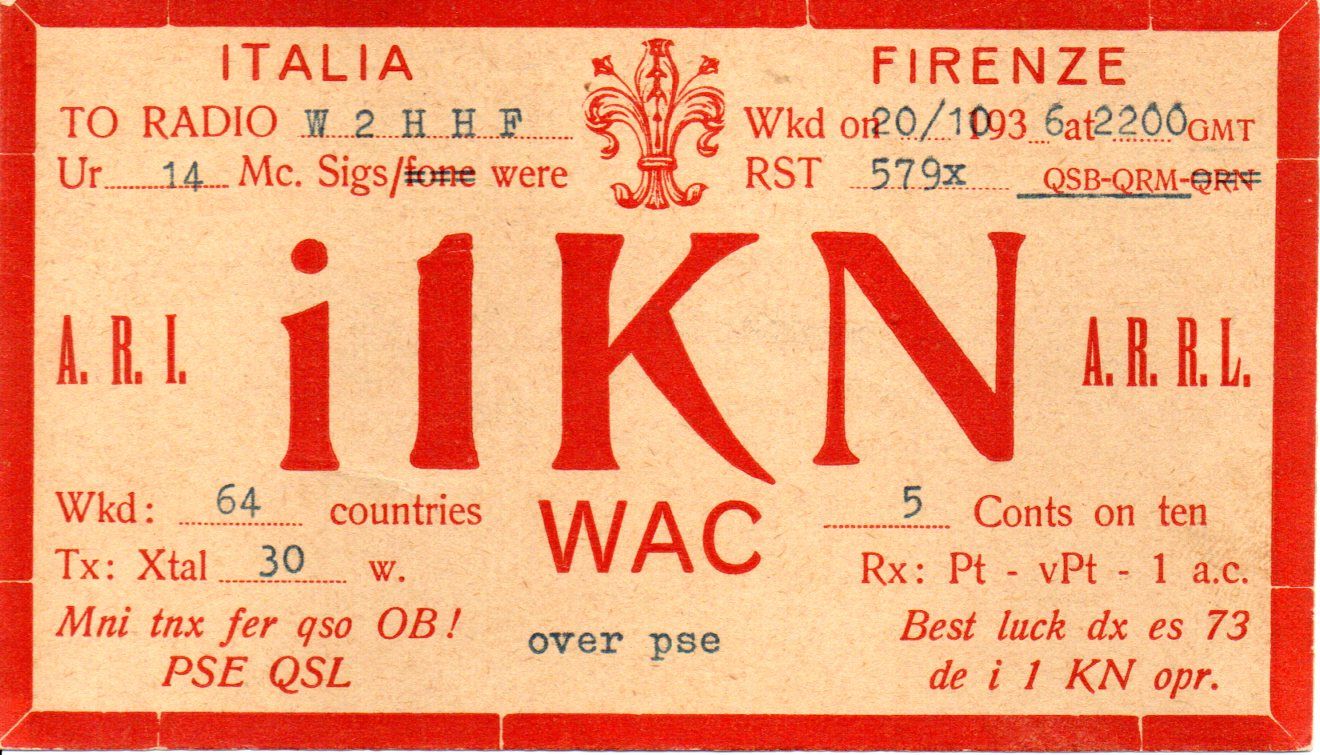 ITALIA
FIRENZE
TO RADIO W2HHF
Wkd on 20/10 1936 at 2200 GMT
Ur 14 Mc. Sigs/fone were
RST 579x QSB-QRM-QRN
i1KN
A. R. I.
A. R. R. L.
Wkd: 64 countries
WAC
5 Conts on ten
Tx: Xtal 30 w.
Rx: Pt - vPt - 1 a.c.
Mni tnx fer qso OB!
PSE QSL
over pse
Best luck dx es 73
de i 1 KN opr.